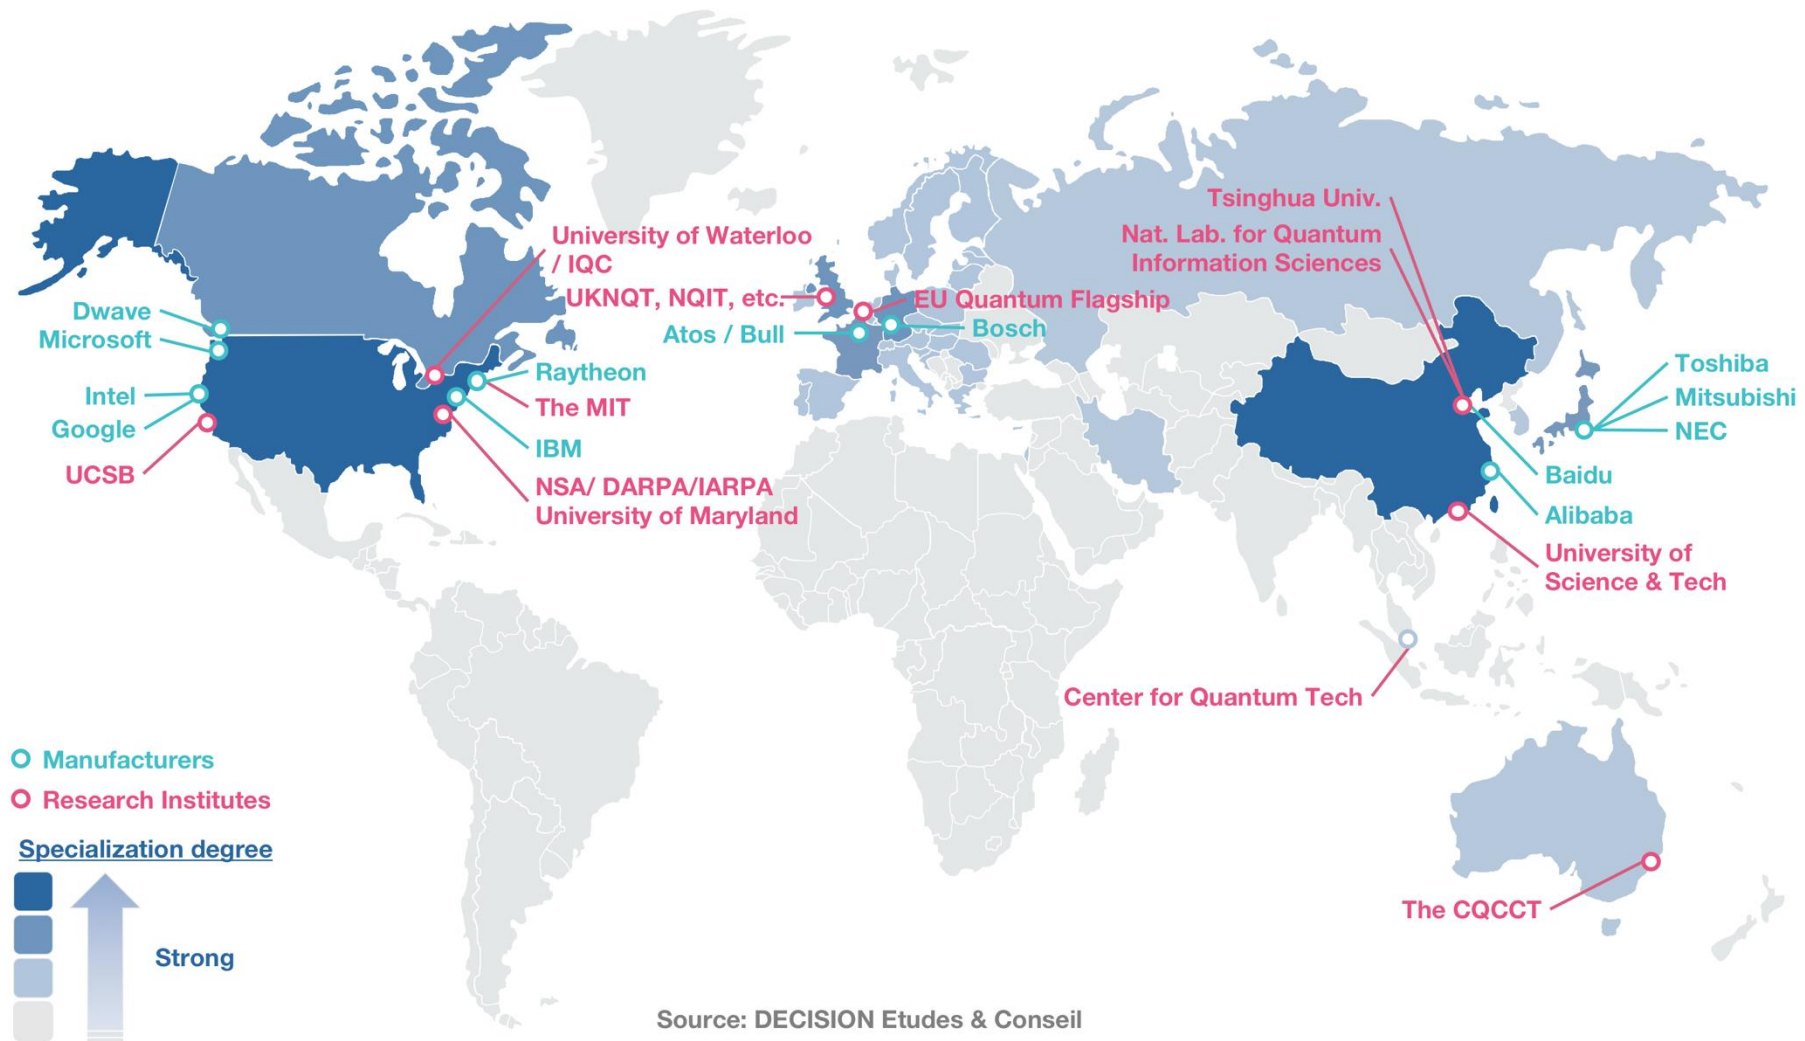 Tsinghua Univ.
Nat. Lab. for Quantum
Information Sciences
University of Waterloo
/ IQC
UKNQT, NQIT, etc.
EU Quantum Flagship
Atos / Bull
Bosch
Dwave
Microsoft
Intel
Google
UCSB
Raytheon
The MIT
IBM
NSA/ DARPA/IARPA
University of Maryland
Toshiba
Mitsubishi
NEC
Baidu
Alibaba
University of
Science & Tech
Center for Quantum Tech
The CQCCT
Manufacturers
Research Institutes
Specialization degree
Strong
Source: DECISION Etudes & Conseil